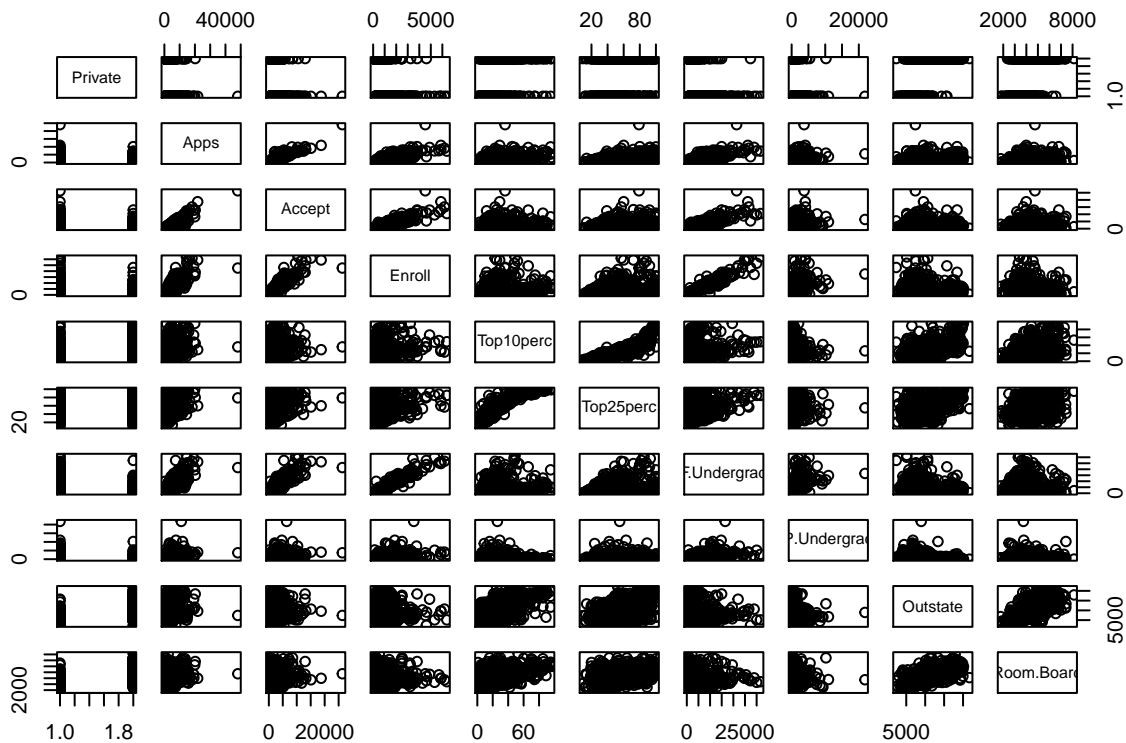 0 40000 0 5000 20 80 0 20000 2000 8000
Private
1.0
0
Apps
Accept
0
0
Enroll
Top10perc
0
20
Top25perc
F.Undergrad
0
0
P.Undergrad
Outstate
5000
2000
Room.Board
1.0 1.8 0 20000 0 60 0 25000 5000